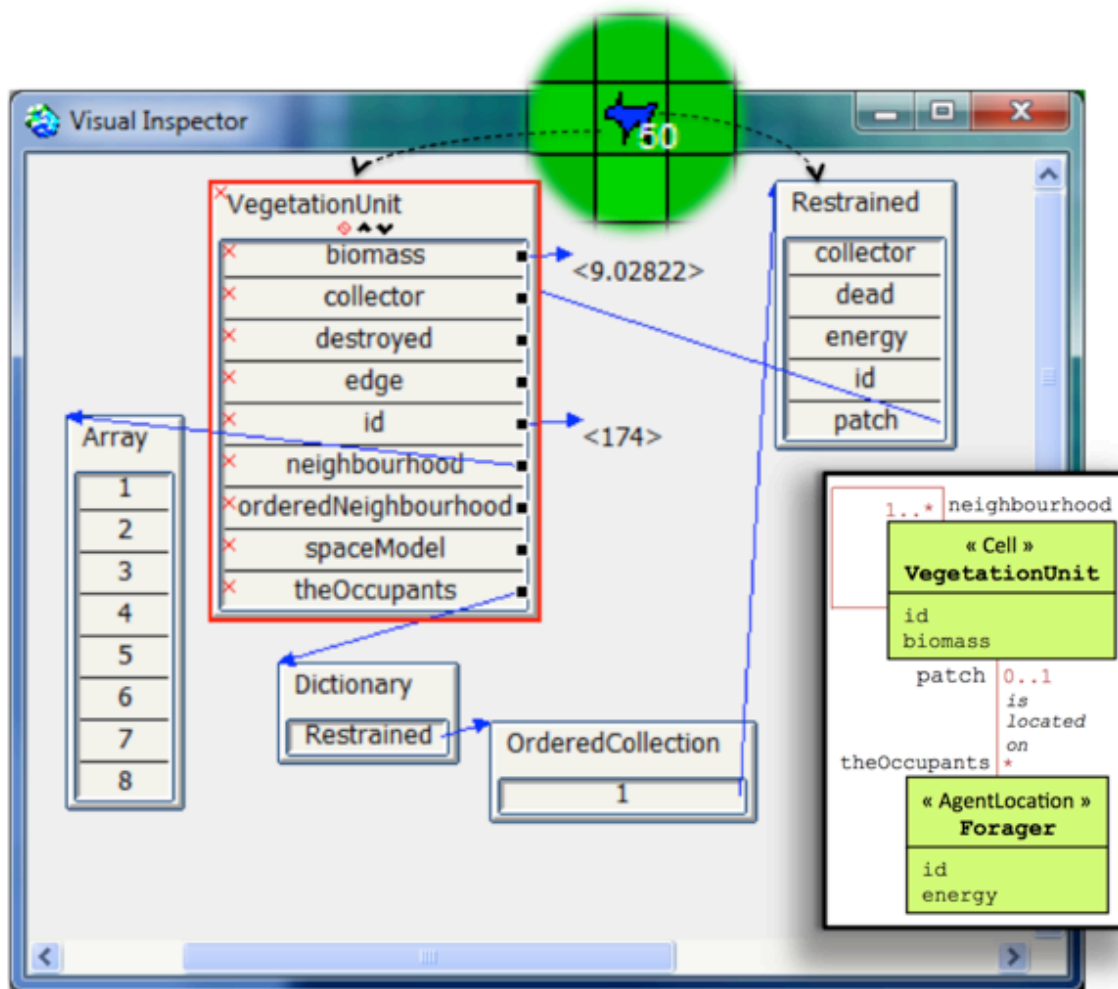 Visual Inspector
50
VegetationUnit
biomass
collector
destroyed
edge
id
neighbourhood
orderedNeighbourhood
spaceModel
theOccupants
<9.02822>
<174>
Restrained
collector
dead
energy
id
patch
Array
1
2
3
4
5
6
7
8
Dictionary
Restrained
OrderedCollection
1
1..* neighbourhood
« Cell »
VegetationUnit
id
biomass
patch 0..1
is
located
on
theOccupants *
« AgentLocation »
Forager
id
energy